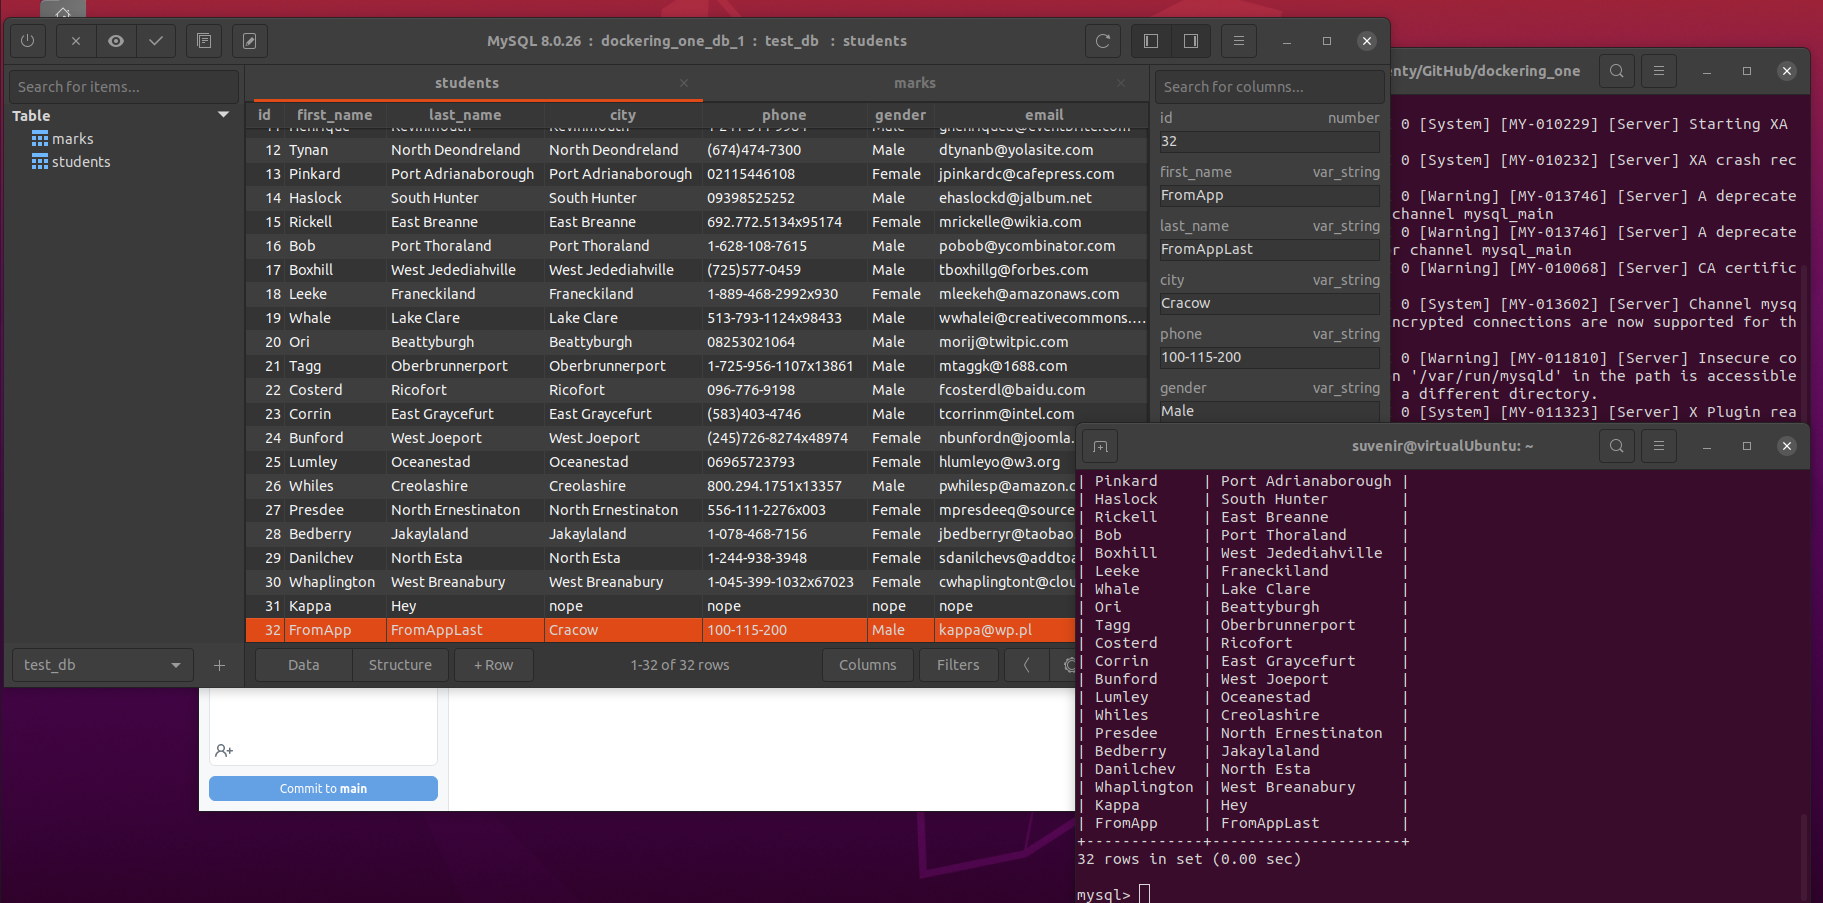 MySQL 8.0.26 : dockering_one_db_1 : test_db : students
Search for items...
Table
marks
students
test_db
students
marks
id first_name last_name city phone gender email
12 Tynan North Deondreland North Deondreland (674)474-7300 Male dtynanb@yolasite.com
13 Pinkard Port Adrianaborough Port Adrianaborough 02115446108 Female jpinkardc@cafepress.com
14 Haslock South Hunter South Hunter 09398525252 Male ehaslockd@jalbum.net
15 Rickell East Breanne East Breanne 692.772.5134x95174 Female mrickelle@wikia.com
16 Bob Port Thoraland Port Thoraland 1-628-108-7615 Male pobob@ycombinator.com
17 Boxhill West Jedediahville West Jedediahville (725)577-0459 Male tboxhillg@forbes.com
18 Leeke Franeckiland Franeckiland 1-889-468-2992x930 Female mleekeh@amazonaws.com
19 Whale Lake Clare Lake Clare 513-793-1124x98433 Male wwhalei@creativecommons....
20 Ori Beattyburgh Beattyburgh 08253021064 Male morij@twitpic.com
21 Tagg Oberbrunnerport Oberbrunnerport 1-725-956-1107x13861 Male mtaggk@1688.com
22 Costerd Ricofort Ricofort 096-776-9198 Male fcosterdl@baidu.com
23 Corrin East Graycefurt East Graycefurt (583)403-4746 Male tcorrinm@intel.com
24 Bunford West Joeport West Joeport (245)726-8274x48974 Female nbunfordn@joomla.
25 Lumley Oceanestad Oceanestad 06965723793 Female hlumleyo@w3.org
26 Whiles Creolashire Creolashire 800.294.1751x13357 Male pwhilesp@amazon.c
27 Presdee North Ernestinaton North Ernestinaton 556-111-2276x003 Female mpresdeeq@source
28 Bedberry Jakaylaland Jakaylaland 1-078-468-7156 Female jbedberryr@taobao
29 Danilchev North Esta North Esta 1-244-938-3948 Female sdanilchevs@addtoa
30 Whaplington West Breanabury West Breanabury 1-045-399-1032x67023 Female cwhaplingtont@clou
31 Kappa Hey nope nope nope nope
32 FromApp FromAppLast Cracow 100-115-200 Male kappa@wp.pl
Data Structure + Row 1-32 of 32 rows Columns Filters
Search for columns...
id number
32
first_name var_string
FromApp
last_name var_string
FromAppLast
city var_string
Cracow
phone var_string
100-115-200
gender var_string
Male
enty/GitHub/dockering_one
0 [System] [MY-010229] [Server] Starting XA
0 [System] [MY-010232] [Server] XA crash rec
0 [Warning] [MY-013746] [Server] A deprecate
channel mysql_main
0 [Warning] [MY-013746] [Server] A deprecate
r channel mysql_main
0 [Warning] [MY-010068] [Server] CA certific
0 [System] [MY-013602] [Server] Channel mysq
ncrypted connections are now supported for th
0 [Warning] [MY-011810] [Server] Insecure co
n '/var/run/mysqld' in the path is accessible
a different directory.
0 [System] [MY-011323] [Server] X Plugin rea
suvenir@virtualUbuntu: ~
| Pinkard | Port Adrianaborough |
| Haslock | South Hunter |
| Rickell | East Breanne |
| Bob | Port Thoraland |
| Boxhill | West Jedediahville |
| Leeke | Franeckiland |
| Whale | Lake Clare |
| Ori | Beattyburgh |
| Tagg | Oberbrunnerport |
| Costerd | Ricofort |
| Corrin | East Graycefurt |
| Bunford | West Joeport |
| Lumley | Oceanestad |
| Whiles | Creolashire |
| Presdee | North Ernestinaton |
| Bedberry | Jakaylaland |
| Danilchev | North Esta |
| Whaplington | West Breanabury |
| Kappa | Hey |
| FromApp | FromAppLast |
+-------------+---------------------+
32 rows in set (0.00 sec)
mysql>
Commit to main